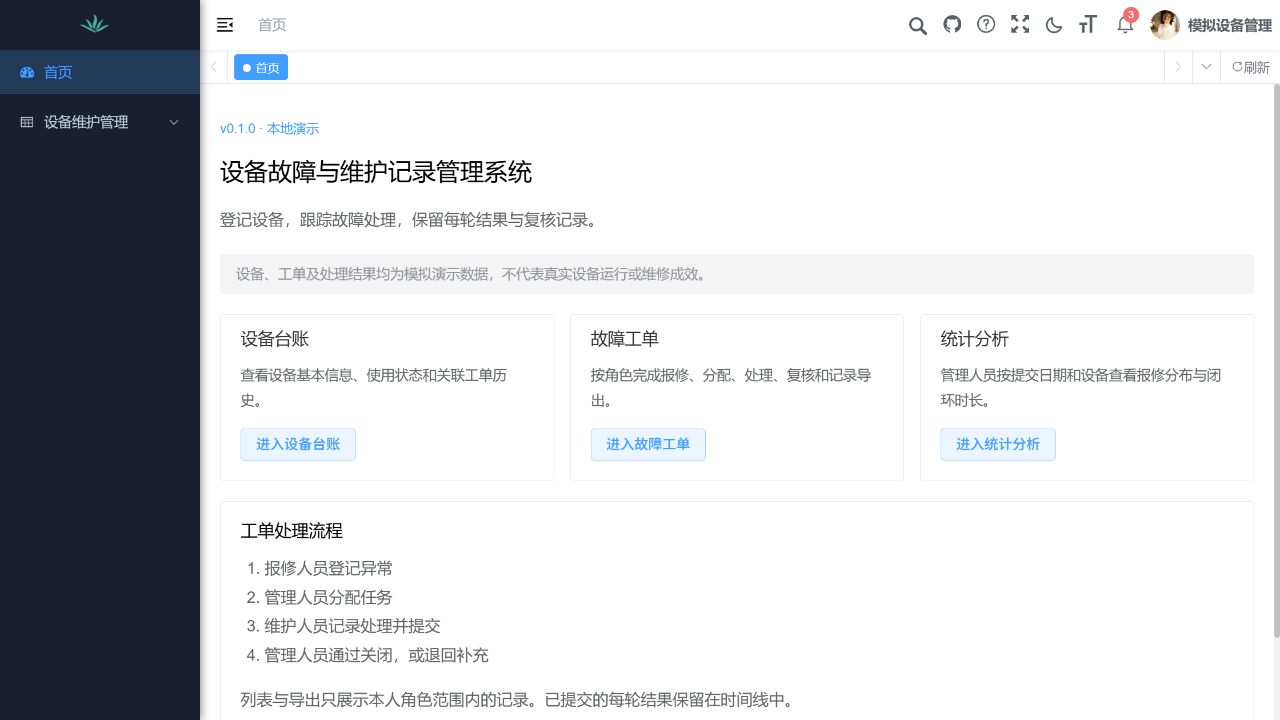 首页
3
模拟设备管理
首页
设备维护管理
首页
刷新
v0.1.0 · 本地演示
设备故障与维护记录管理系统
登记设备，跟踪故障处理，保留每轮结果与复核记录。
设备、工单及处理结果均为模拟演示数据，不代表真实设备运行或维修成效。
设备台账
查看设备基本信息、使用状态和关联工单历
史。
进入设备台账
故障工单
按角色完成报修、分配、处理、复核和记录导
出。
进入故障工单
统计分析
管理人员按提交日期和设备查看报修分布与闭
环时长。
进入统计分析
工单处理流程
1. 报修人员登记异常
2. 管理人员分配任务
3. 维护人员记录处理并提交
4. 管理人员通过关闭，或退回补充
列表与导出只展示本人角色范围内的记录。已提交的每轮结果保留在时间线中。